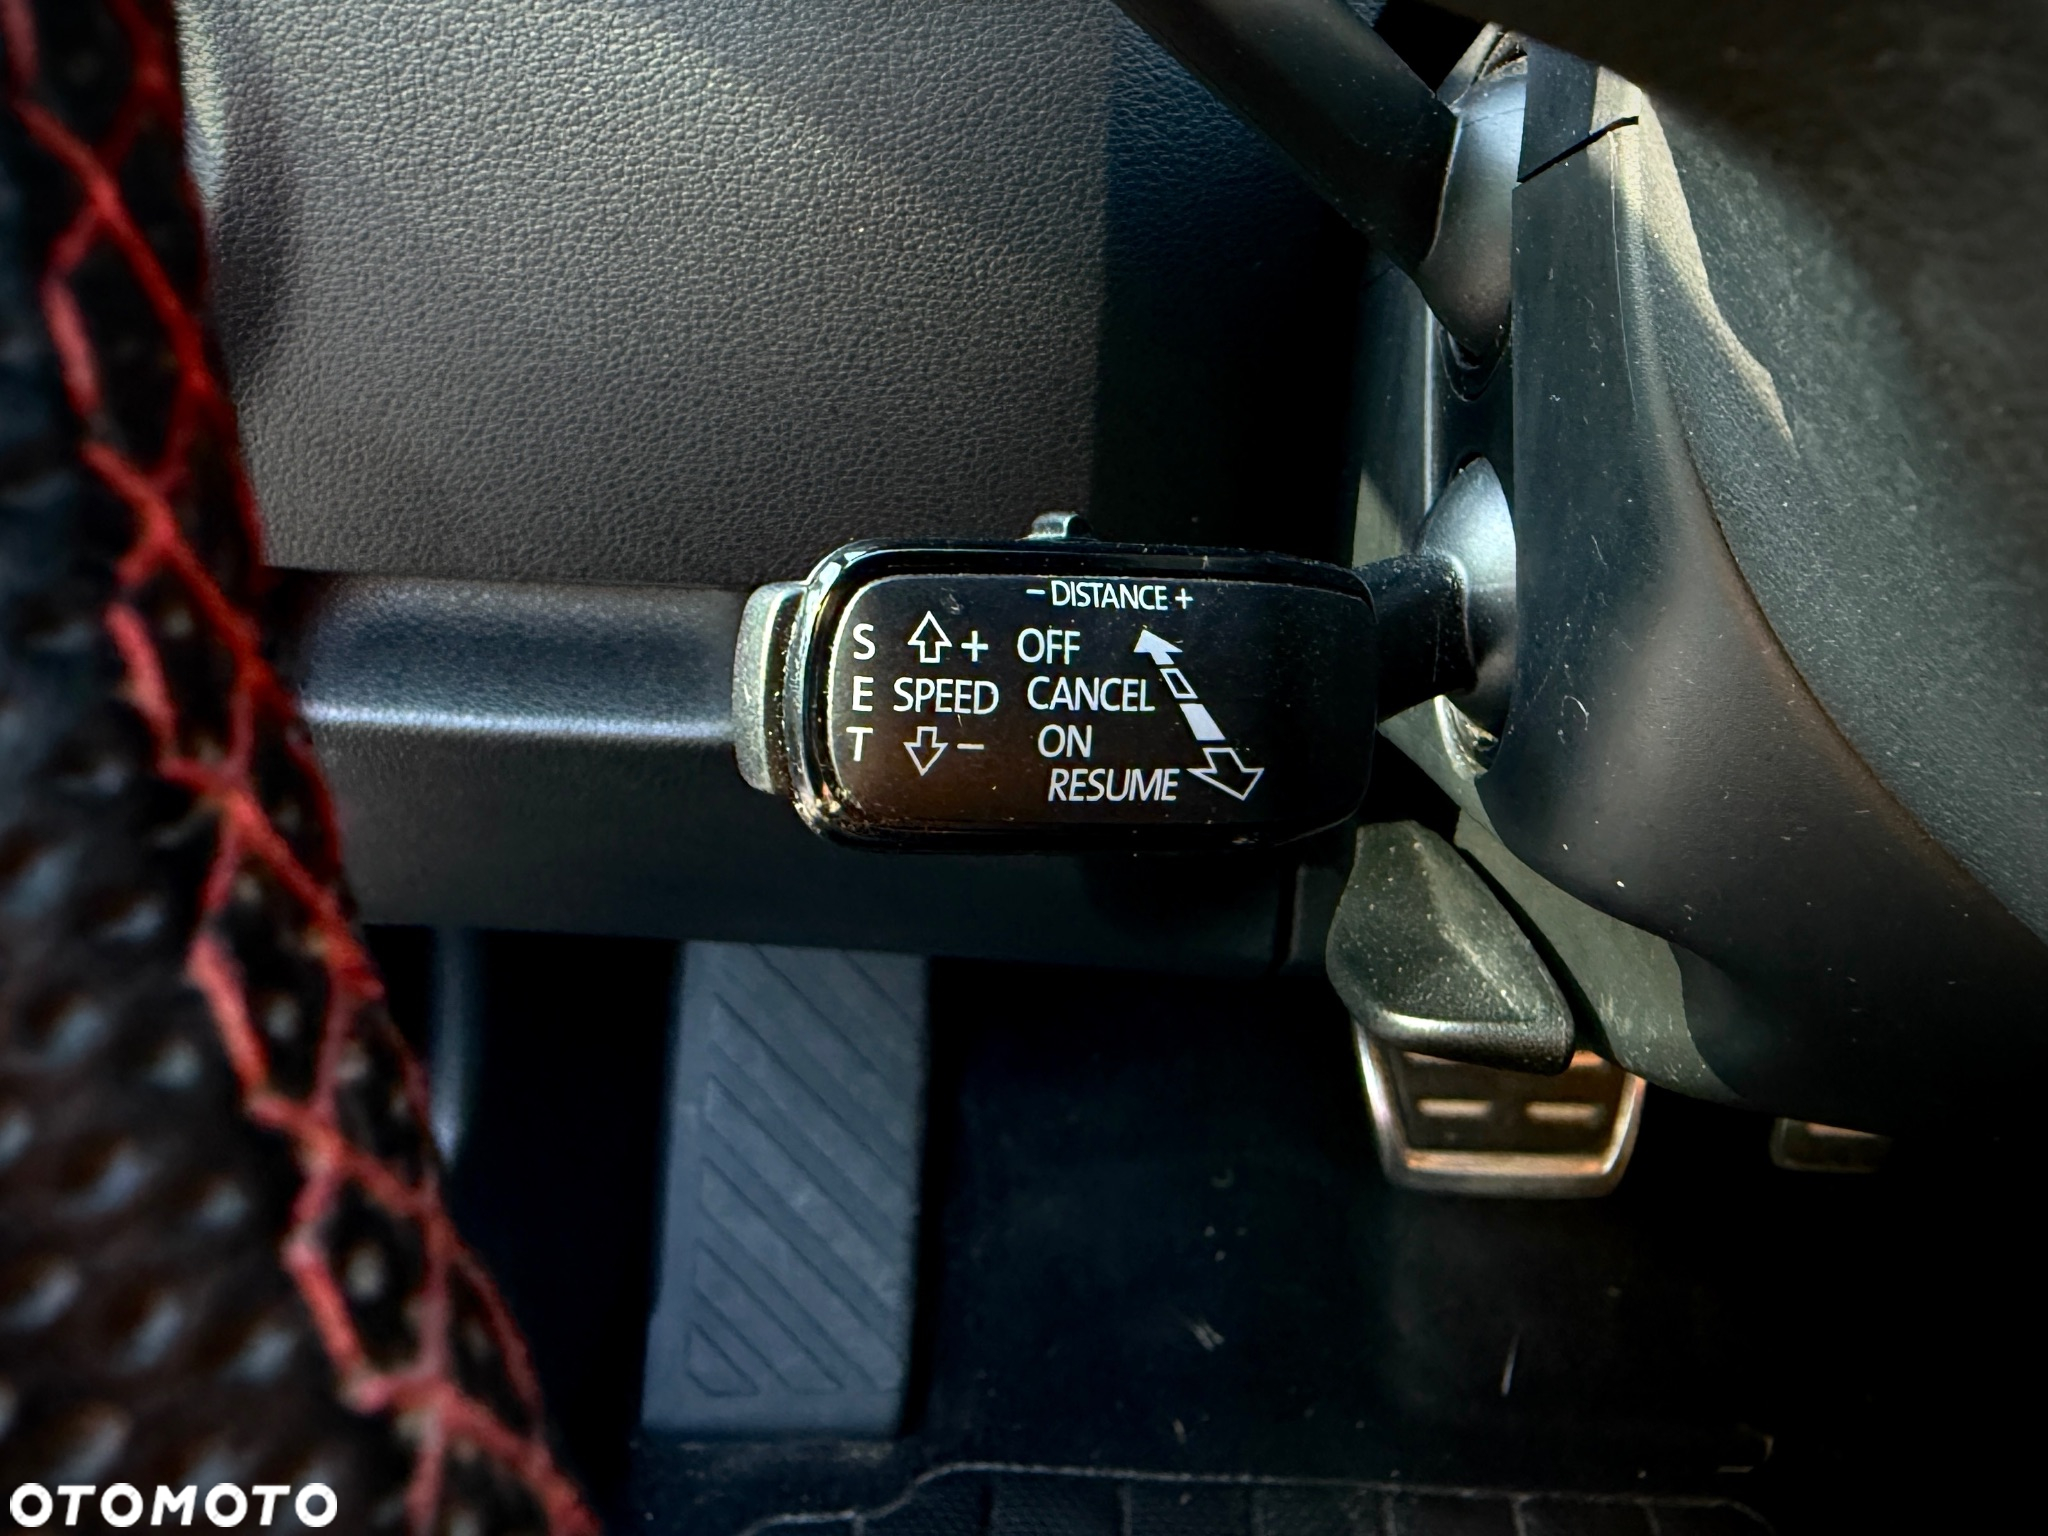 - DISTANCE +
S + OFF
E SPEED CANCEL
T - ON
RESUME
OTOMOTO